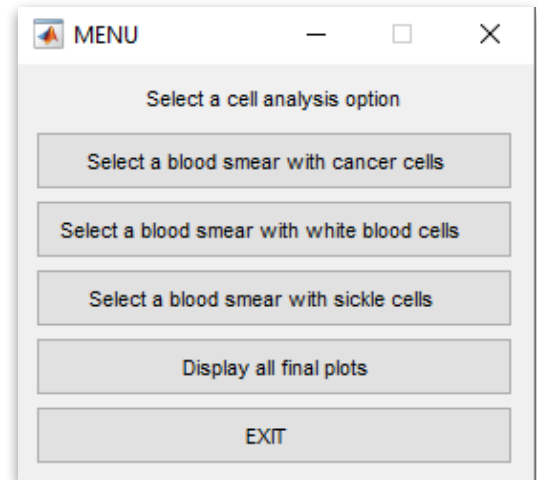 MENU
Select a cell analysis option
Select a blood smear with cancer cells
Select a blood smear with white blood cells
Select a blood smear with sickle cells
Display all final plots
EXIT